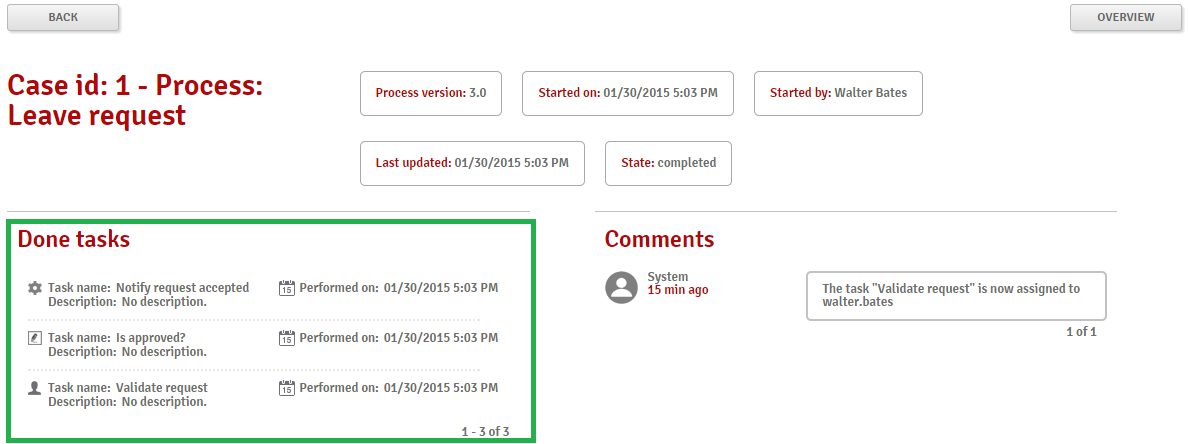 BACK
OVERVIEW
Case id: 1 - Process:
Leave request
Process version: 3.0
Started on: 01/30/2015 5:03 PM
Started by: Walter Bates
Last updated: 01/30/2015 5:03 PM
State: completed
Done tasks
Task name: Notify request accepted
Description: No description.
15 Performed on: 01/30/2015 5:03 PM
Task name: Is approved?
Description: No description.
15 Performed on: 01/30/2015 5:03 PM
Task name: Validate request
Description: No description.
15 Performed on: 01/30/2015 5:03 PM
1 - 3 of 3
Comments
System
15 min ago
The task "Validate request" is now assigned to
walter.bates
1 of 1